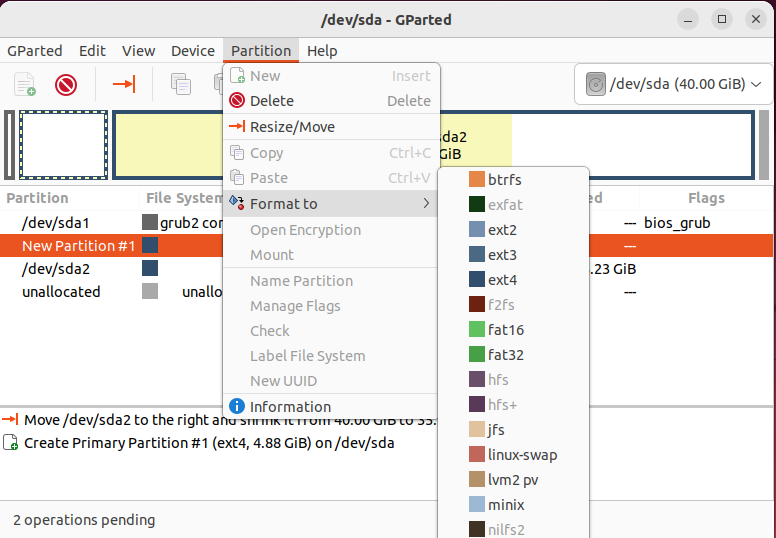 /dev/sda - GParted
GParted Edit View Device Partition Help
/dev/sda (40.00 GiB)
New Insert
Delete Delete
Resize/Move
Copy Ctrl+C
Paste Ctrl+V
Format to
Open Encryption
Mount
Name Partition
Manage Flags
Check
Label File System
New UUID
Information
btrfs
exfat
ext2
ext3
ext4
f2fs
fat16
fat32
hfs
hfs+
jfs
linux-swap
lvm2 pv
minix
nilfs2
sda2
GiB
Partition File System ed Flags
/dev/sda1 grub2 cor --- bios_grub
New Partition #1 ---
/dev/sda2 .23 GiB
unallocated unallo ---
Move /dev/sda2 to the right and shrink it from 40.00 GiB to 35.
Create Primary Partition #1 (ext4, 4.88 GiB) on /dev/sda
2 operations pending